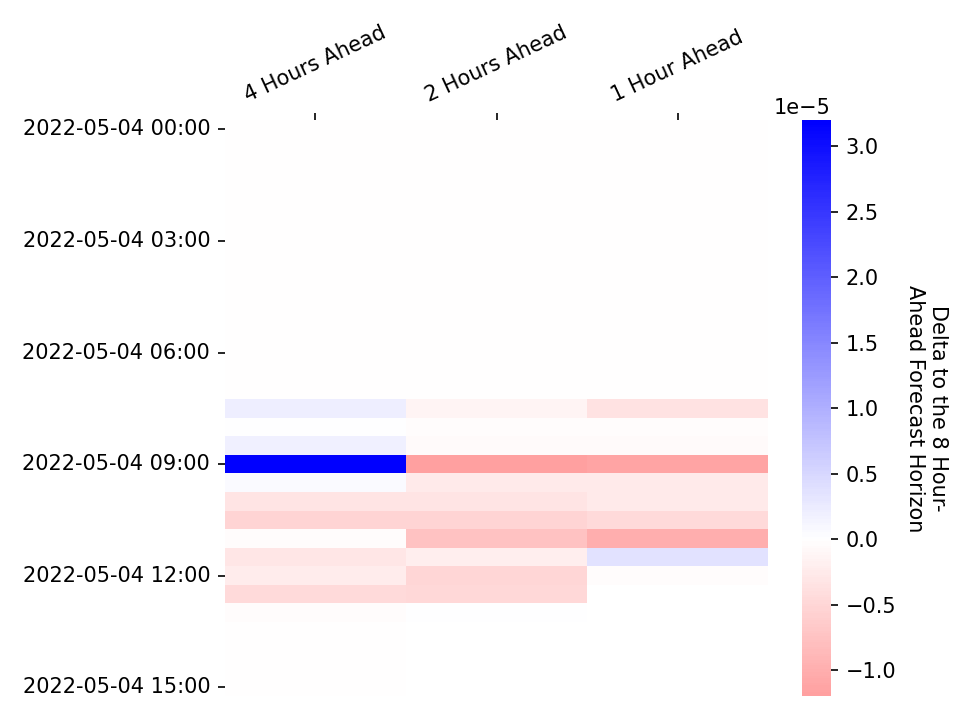 4 Hours Ahead
2 Hours Ahead
1 Hour Ahead
1e−5
2022-05-04 00:00
2022-05-04 03:00
2022-05-04 06:00
2022-05-04 09:00
2022-05-04 12:00
2022-05-04 15:00
3.0
2.5
2.0
1.5
1.0
0.5
0.0
−0.5
−1.0
Delta to the 8 Hour-
Ahead Forecast Horizon